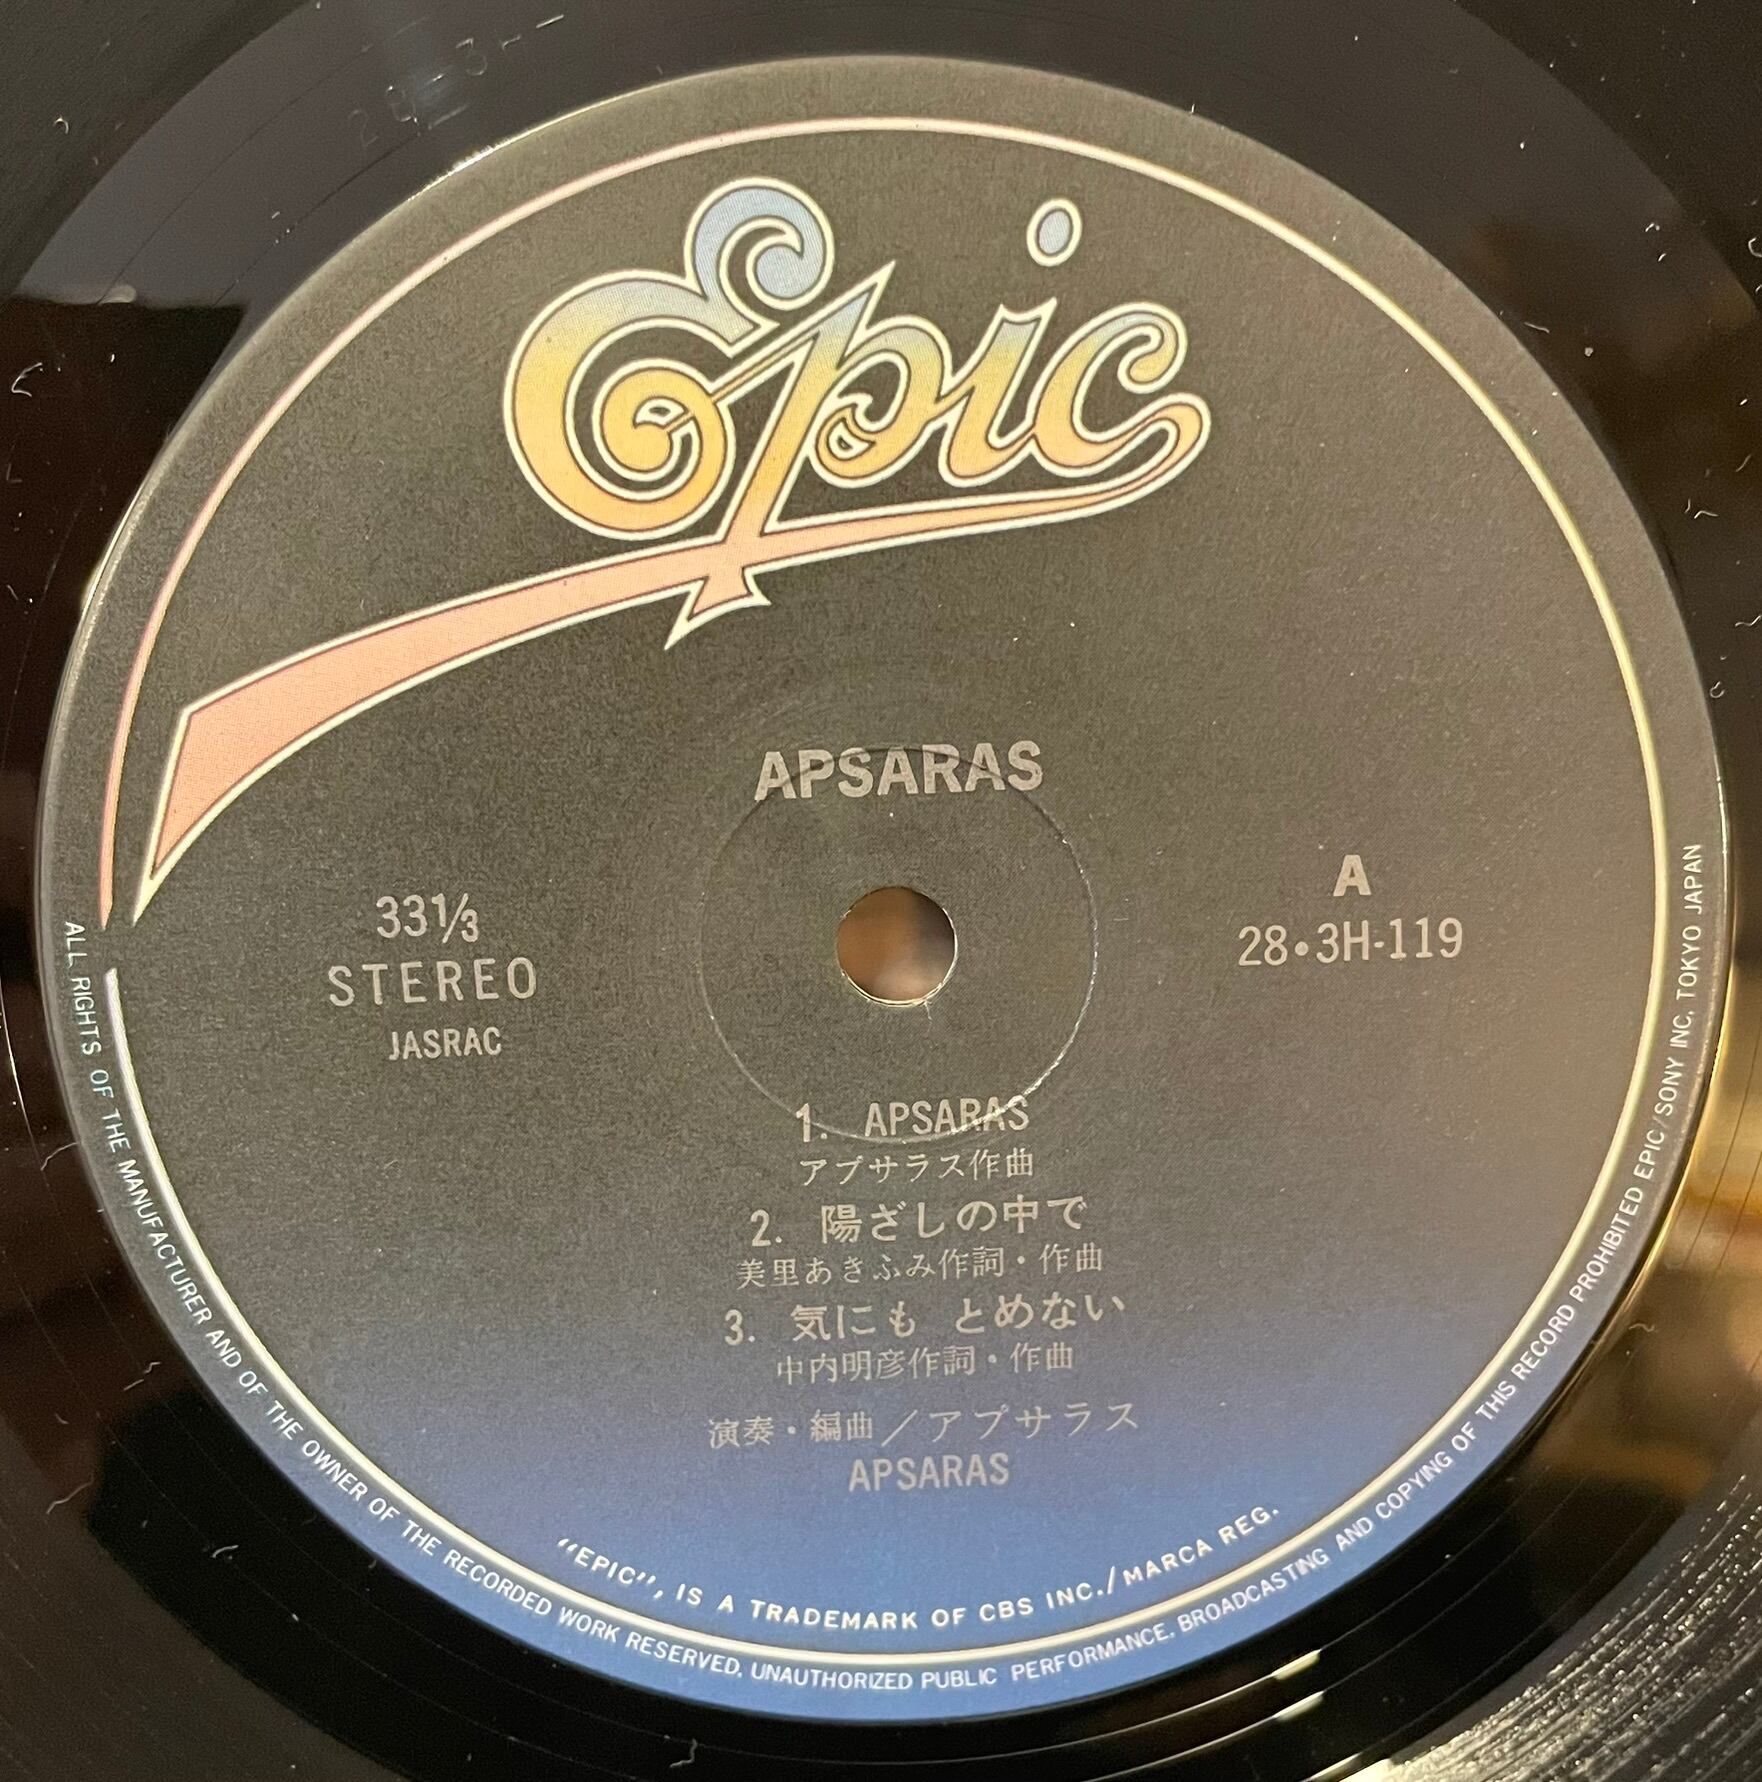 Epic
APSARAS
33⅓
STEREO
JASRAC
A
28•3H-119
1. APSARAS
アプサラス作曲
2. 陽ざしの中で
美里あきふみ作詞・作曲
3. 気にも とめない
中内明彦作詞・作曲
演奏・編曲／アプサラス
APSARAS
"EPIC", IS A TRADEMARK OF CBS INC./MARCA REG.
ALL RIGHTS OF THE MANUFACTURER AND OF THE OWNER OF THE RECORDED WORK RESERVED. UNAUTHORIZED PUBLIC PERFORMANCE. BROADCASTING AND COPYING OF THIS RECORD PROHIBITED EPIC/SONY INC. TOKYO JAPAN